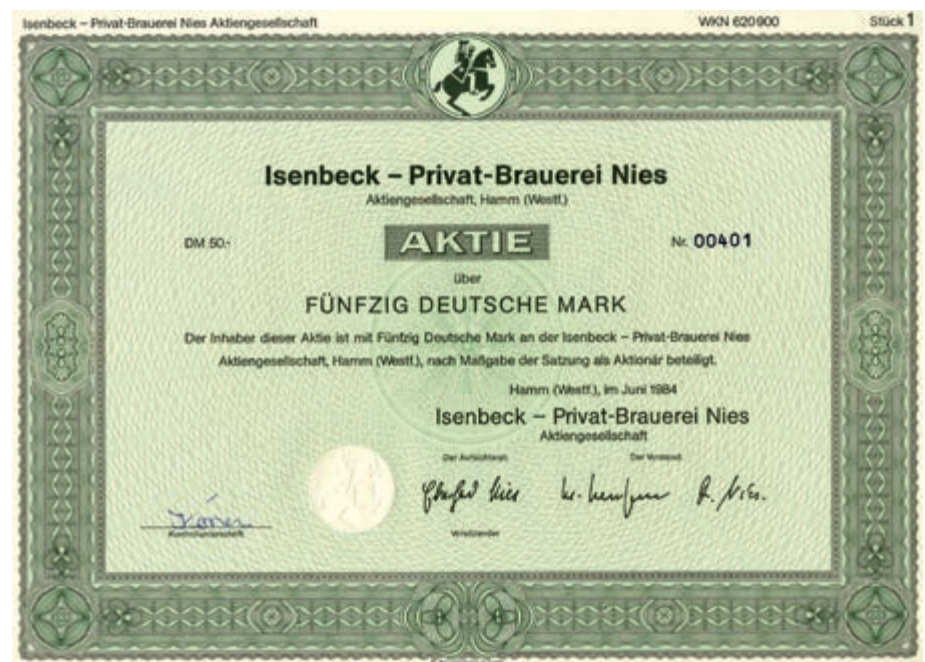 Isenbeck – Privat-Brauerei Nies Aktiengesellschaft WKN 620900 Stück 1
Isenbeck – Privat-Brauerei Nies
Aktiengesellschaft, Hamm (Westf.)
DM 50.- AKTIE Nr. 00401
über
FÜNFZIG DEUTSCHE MARK
Der Inhaber dieser Aktie ist mit Fünfzig Deutsche Mark an der Isenbeck – Privat-Brauerei Nies
Aktiengesellschaft, Hamm (Westf.), nach Maßgabe der Satzung als Aktionär beteiligt.
Hamm (Westf.), im Juni 1984
Isenbeck – Privat-Brauerei Nies
Aktiengesellschaft
Der Aufsichtsrat Der Vorstand
Nies
Kontrollunterschrift
Vorsitzender